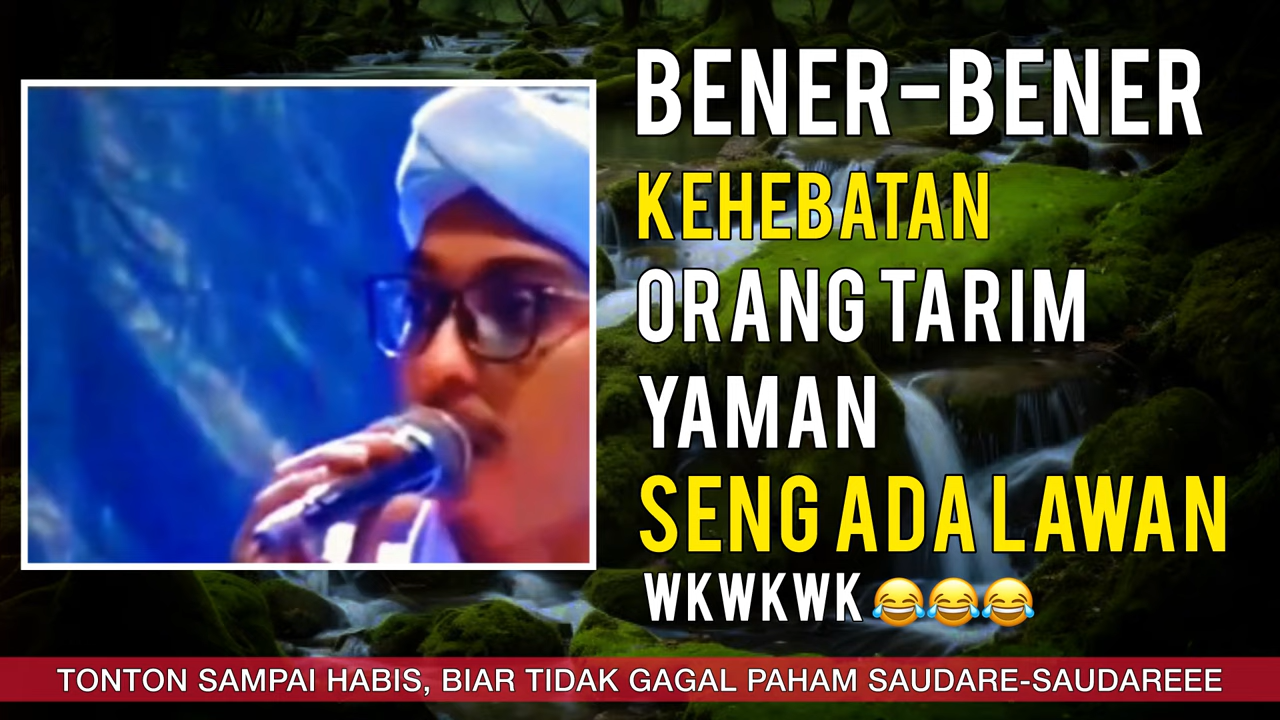 BENER-BENER
KEHEBATAN
ORANG TARIM
YAMAN
SENG ADA LAWAN
WKWKWK😂😂😂
TONTON SAMPAI HABIS, BIAR TIDAK GAGAL PAHAM SAUDARE-SAUDAREEE